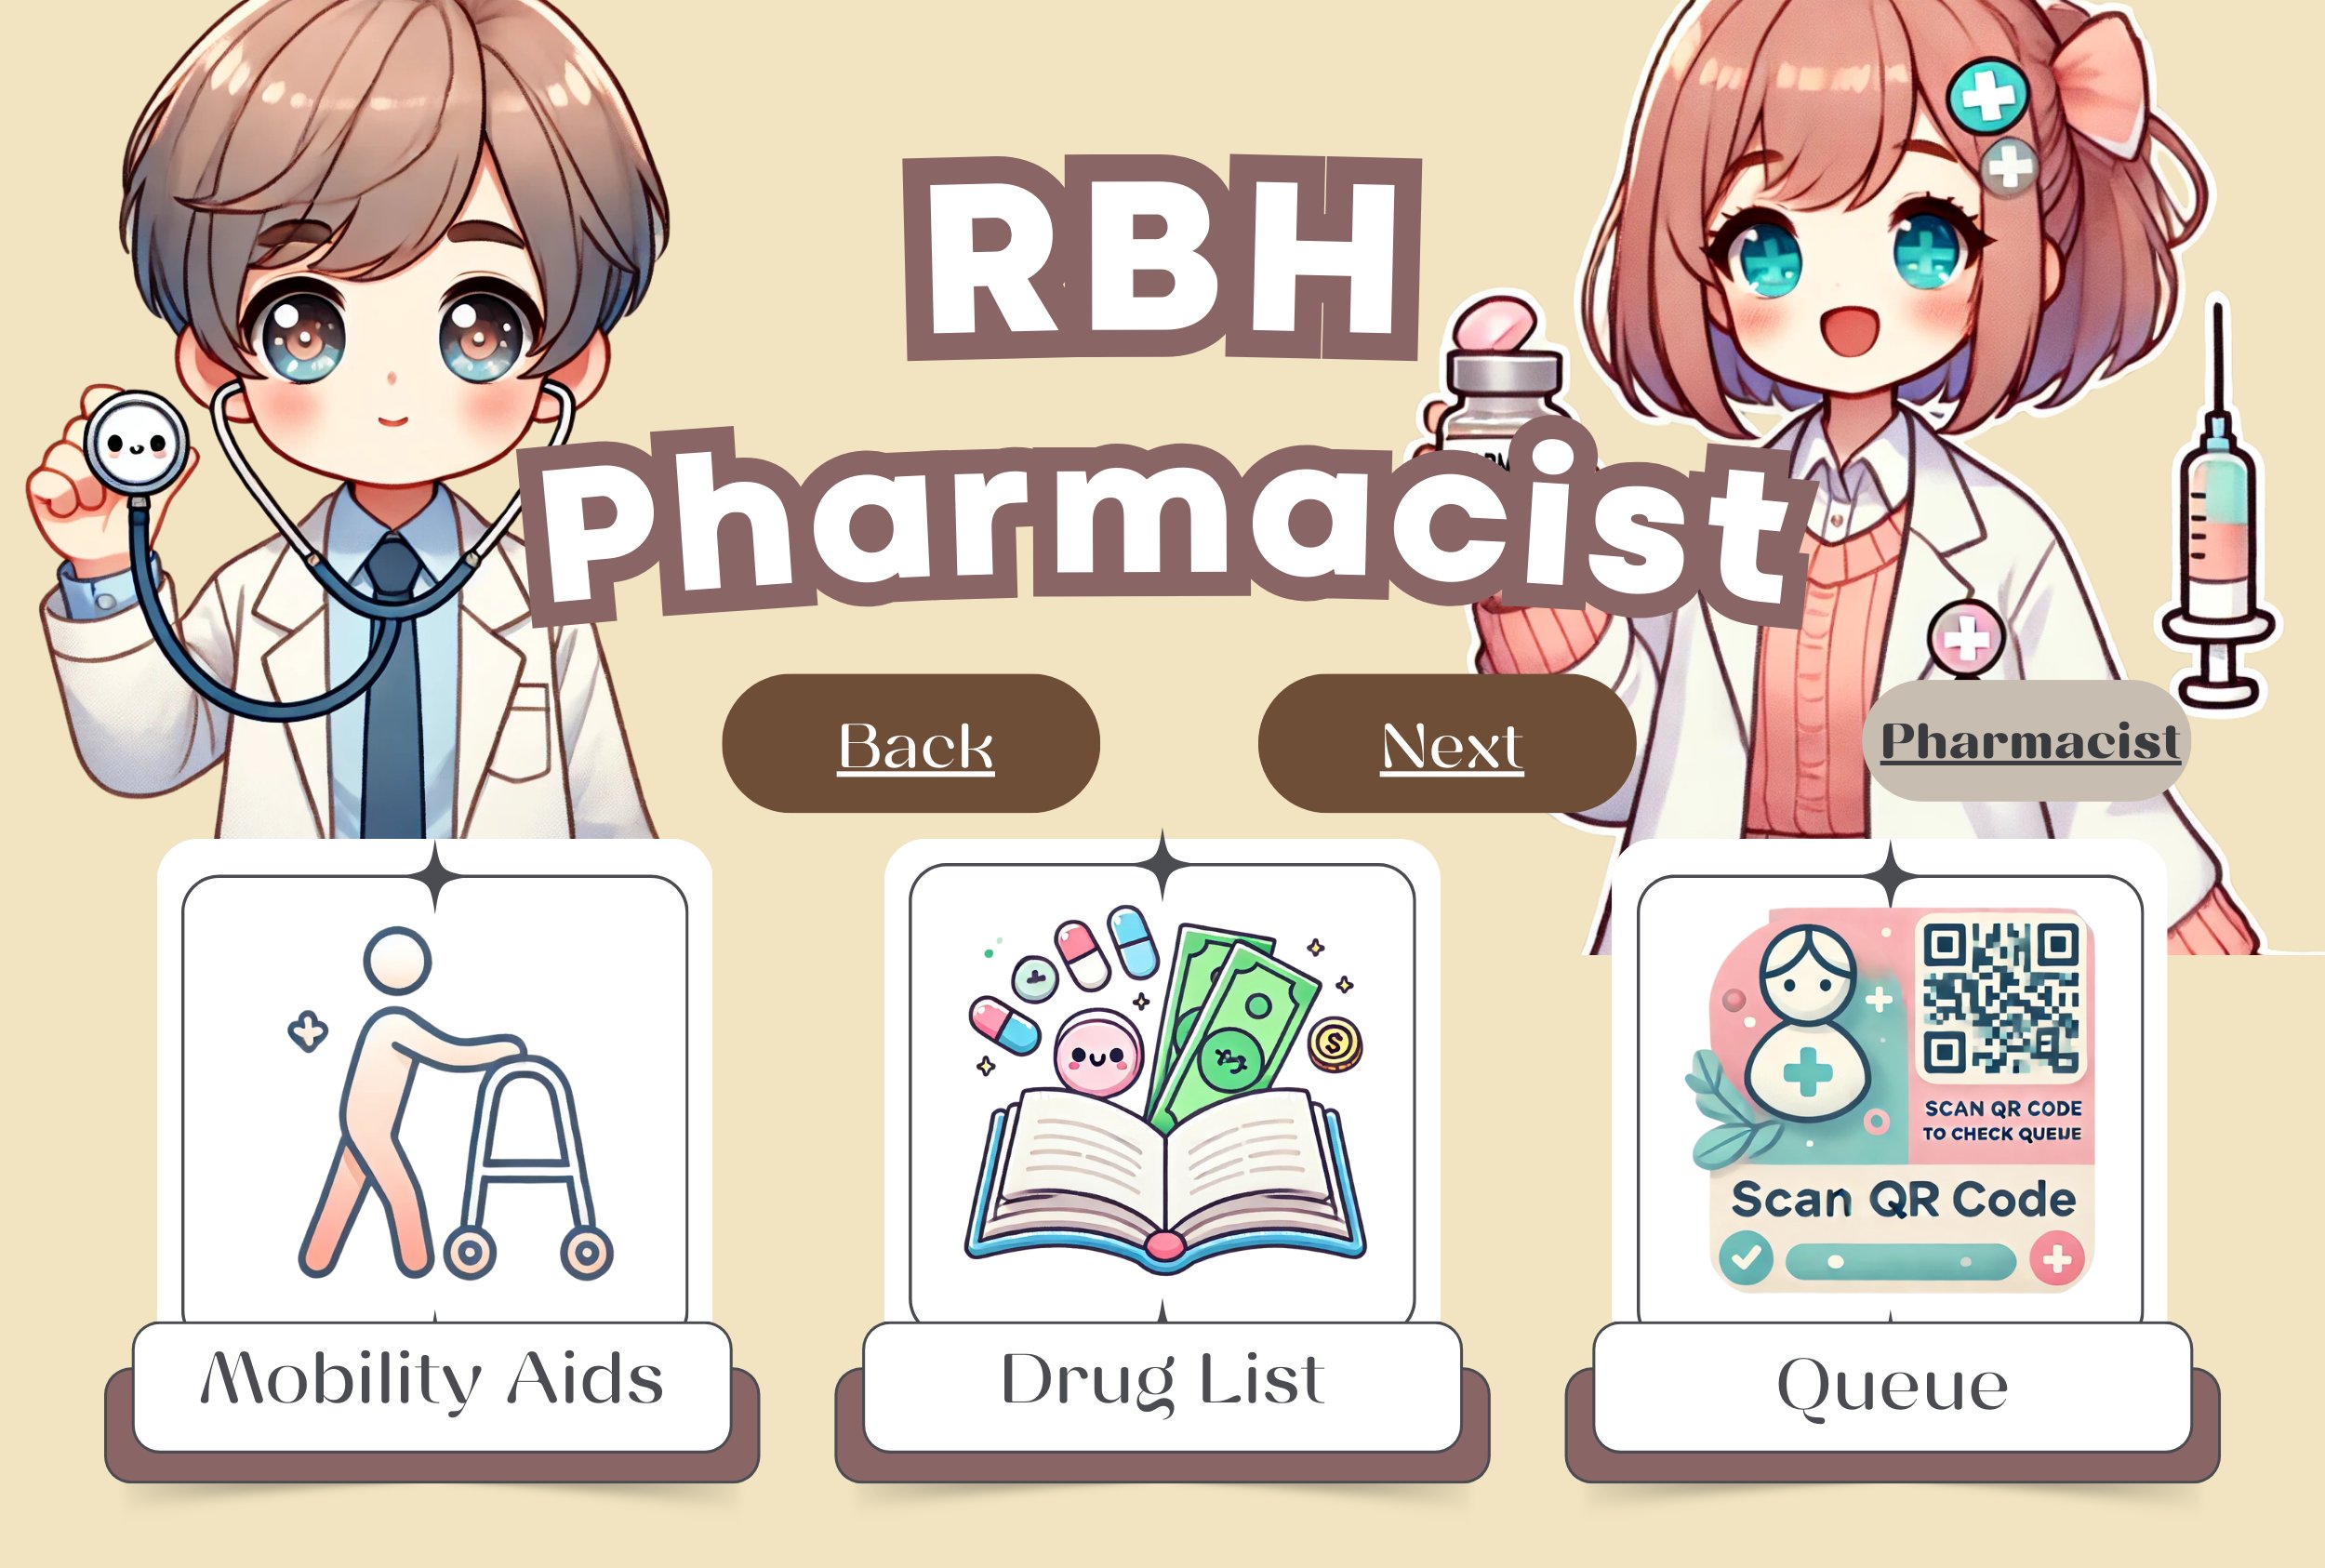 RBH
Pharmacist
Back
Next
Pharmacist
SCAN QR CODE
TO CHECK QUEUE
Scan QR Code
Mobility Aids
Drug List
Queue